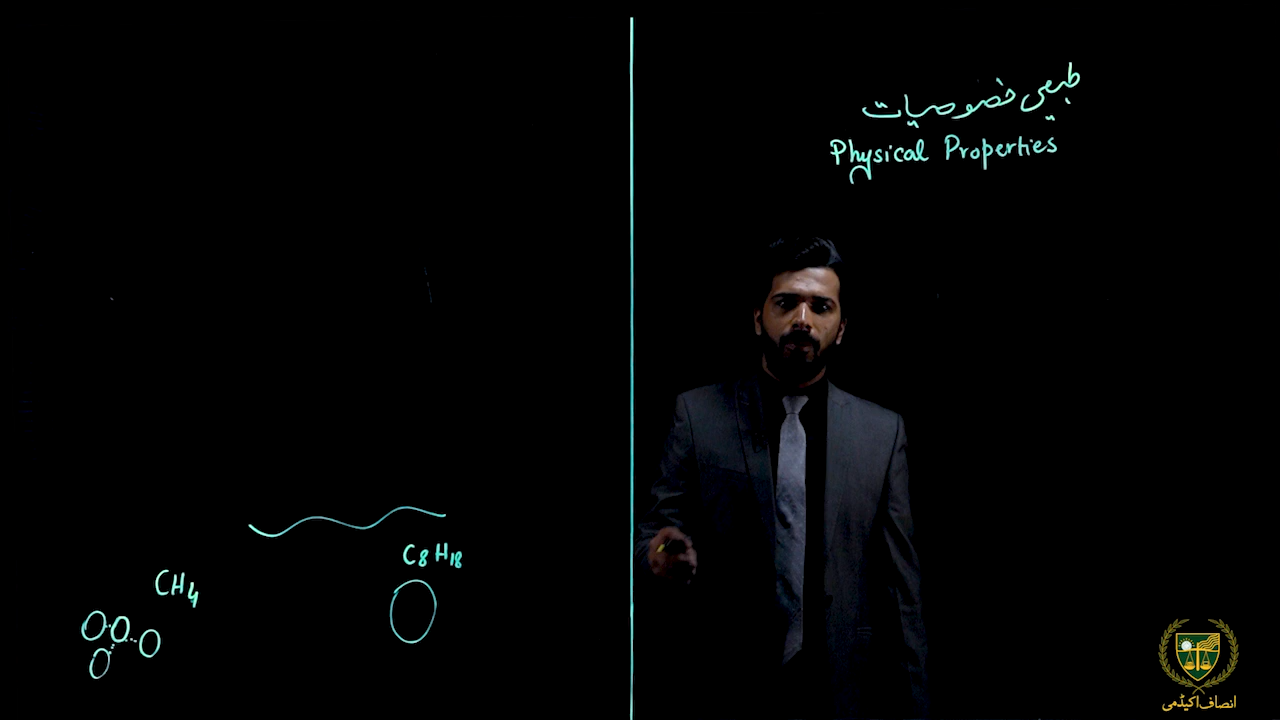 طبعی خصوصیات
Physical Properties
C8H18
CH4
انصاف اکیڈمی